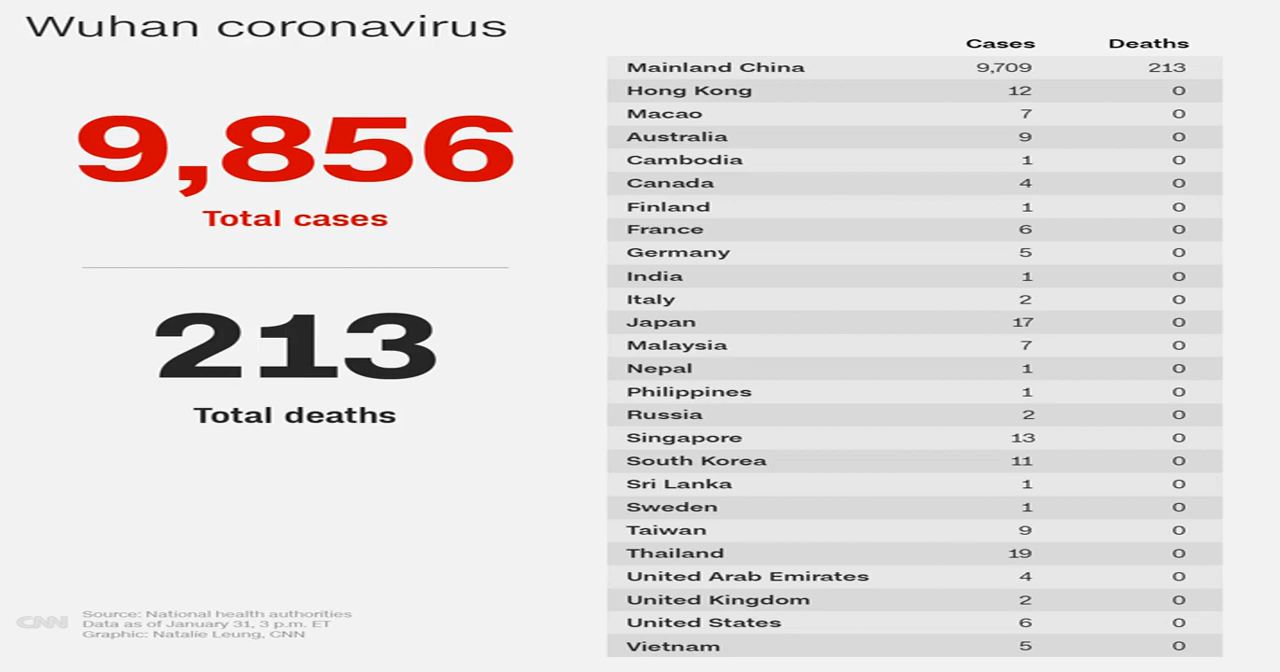 Wuhan coronavirus
9,856
Total cases
213
Total deaths
Cases Deaths
Mainland China 9,709 213
Hong Kong 12 0
Macao 7 0
Australia 9 0
Cambodia 1 0
Canada 4 0
Finland 1 0
France 6 0
Germany 5 0
India 1 0
Italy 2 0
Japan 17 0
Malaysia 7 0
Nepal 1 0
Philippines 1 0
Russia 2 0
Singapore 13 0
South Korea 11 0
Sri Lanka 1 0
Sweden 1 0
Taiwan 9 0
Thailand 19 0
United Arab Emirates 4 0
United Kingdom 2 0
United States 6 0
Vietnam 5 0
CNN
Source: National health authorities
Data as of January 31, 3 p.m. ET
Graphic: Natalie Leung, CNN